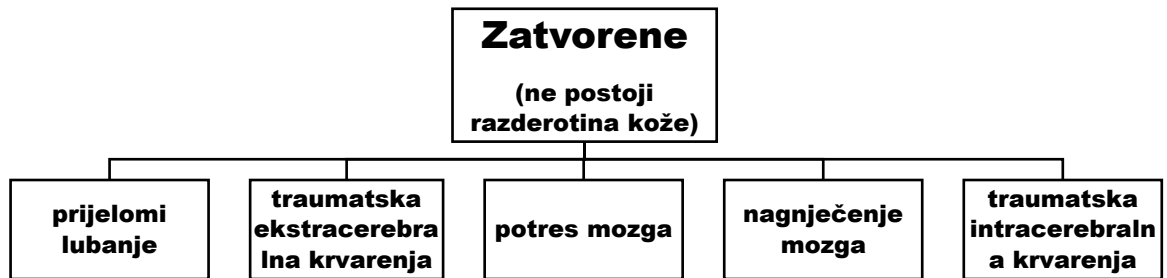 Zatvorene
(ne postoji
razderotina kože)
prijelomi
lubanje
traumatska
ekstracerebra
lna krvarenja
potres mozga
nagnječenje
mozga
traumatska
intracerebraln
a krvarenja